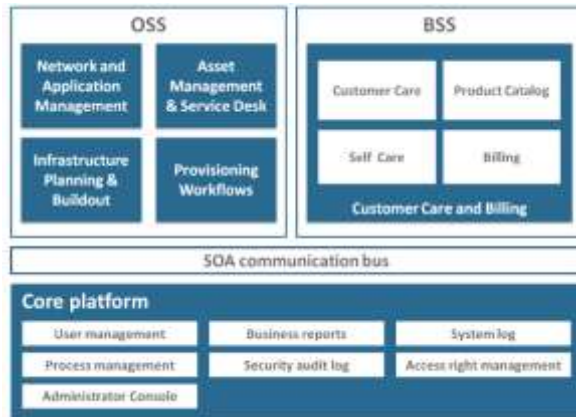 OSS
BSS
Network and
Application
Management
Asset
Management
& Service Desk
Customer Care
Product Catalog
Infrastructure
Planning &
Buildout
Provisioning
Workflows
Self Care
Billing
Customer Care and Billing
SOA communication bus
Core platform
User management
Business reports
System log
Process management
Security audit log
Access right management
Administrator Console